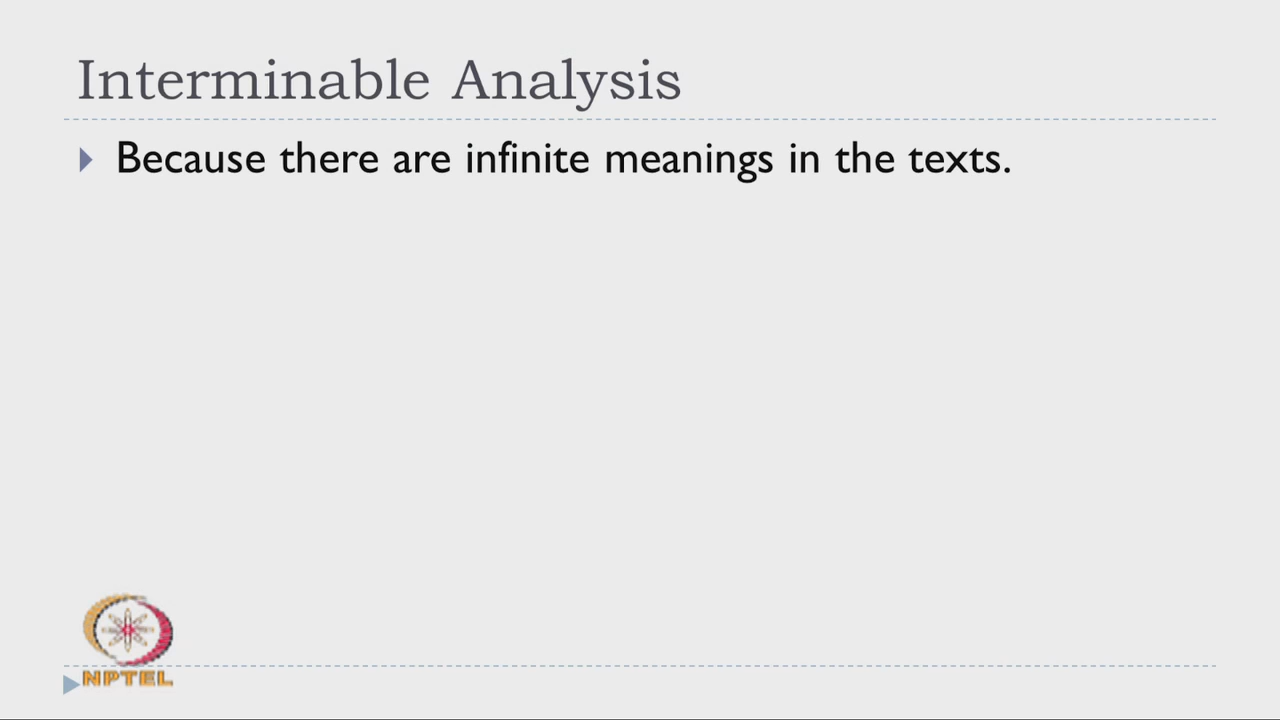 Interminable Analysis
Because there are infinite meanings in the texts.
NPTEL